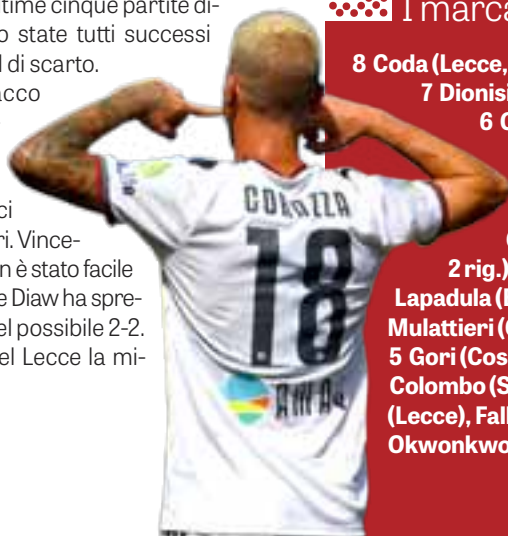 time cinque partite di-
o state tutti successi
di scarto.
acco
ci
ri. Vince-
n è stato facile
e Diaw ha spre-
el possibile 2-2.
el Lecce la mi-
CORAZZA
18
I marca
8 Coda (Lecce,
7 Dionisi
6
2 rig.)
Lapadula (
Mulattieri (
5 Gori (Cos
Colombo (S
(Lecce), Fal
Okwonkwo